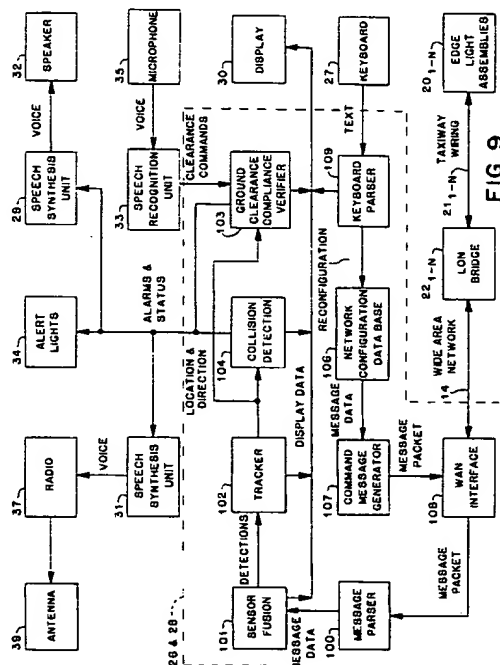 39
ANTENNA
37
RADIO
VOICE
31
SPEECH
SYNTHESIS
UNIT
34
ALERT
LIGHTS
ALARMS &
STATUS
29
SPEECH
SYNTHESIS
UNIT
VOICE
32
SPEAKER
35
MICROPHONE
VOICE
33
SPEECH
RECOGNITION
UNIT
CLEARANCE
COMMANDS
30
DISPLAY
27
KEYBOARD
TEXT
26 & 28
101
SENSOR
FUSION
DETECTIONS
102
TRACKER
LOCATION &
DIRECTION
104
COLLISION
DETECTION
103
GROUND
CLEARANCE
COMPLIANCE
VERIFIER
DISPLAY DATA
MESSAGE
DATA
100
MESSAGE
PARSER
MESSAGE
PACKET
107
COMMAND
MESSAGE
GENERATOR
MESSAGE DATA
106
NETWORK
CONFIGURATION
DATA BASE
RECONFIGURATION
109
KEYBOARD
PARSER
MESSAGE PACKET
108
WAN
INTERFACE
WIDE AREA
NETWORK
14
22 1-N
LON
BRIDGE
TAXIWAY
WIRING
21 1-N
20 1-N
EDGE
LIGHT
ASSEMBLIES
FIG. 9